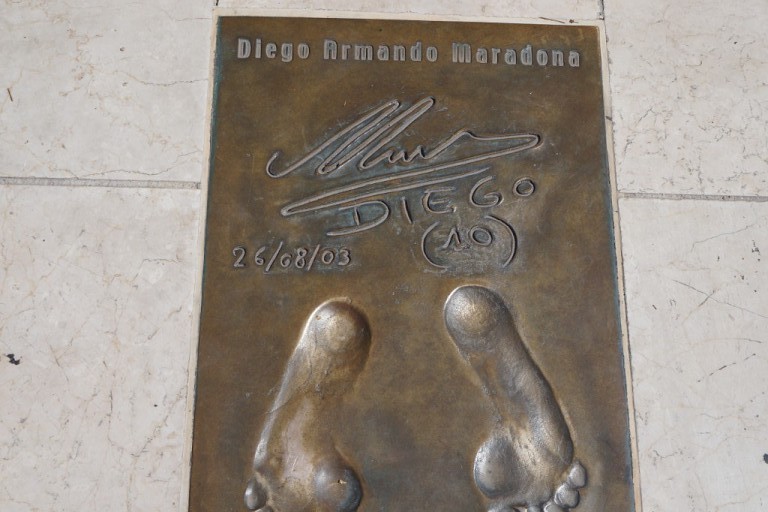 Diego Armando Maradona
DIEGO
(10)
26/08/03